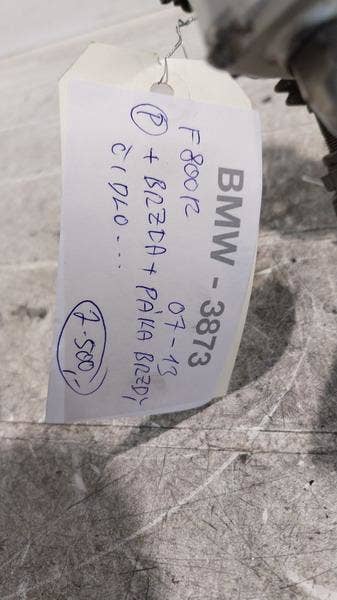 BMW - 3873
F800R 07-13
Ⓟ + BRZDA + PÁKA BRZDY
ČIDLO...
7.500,-